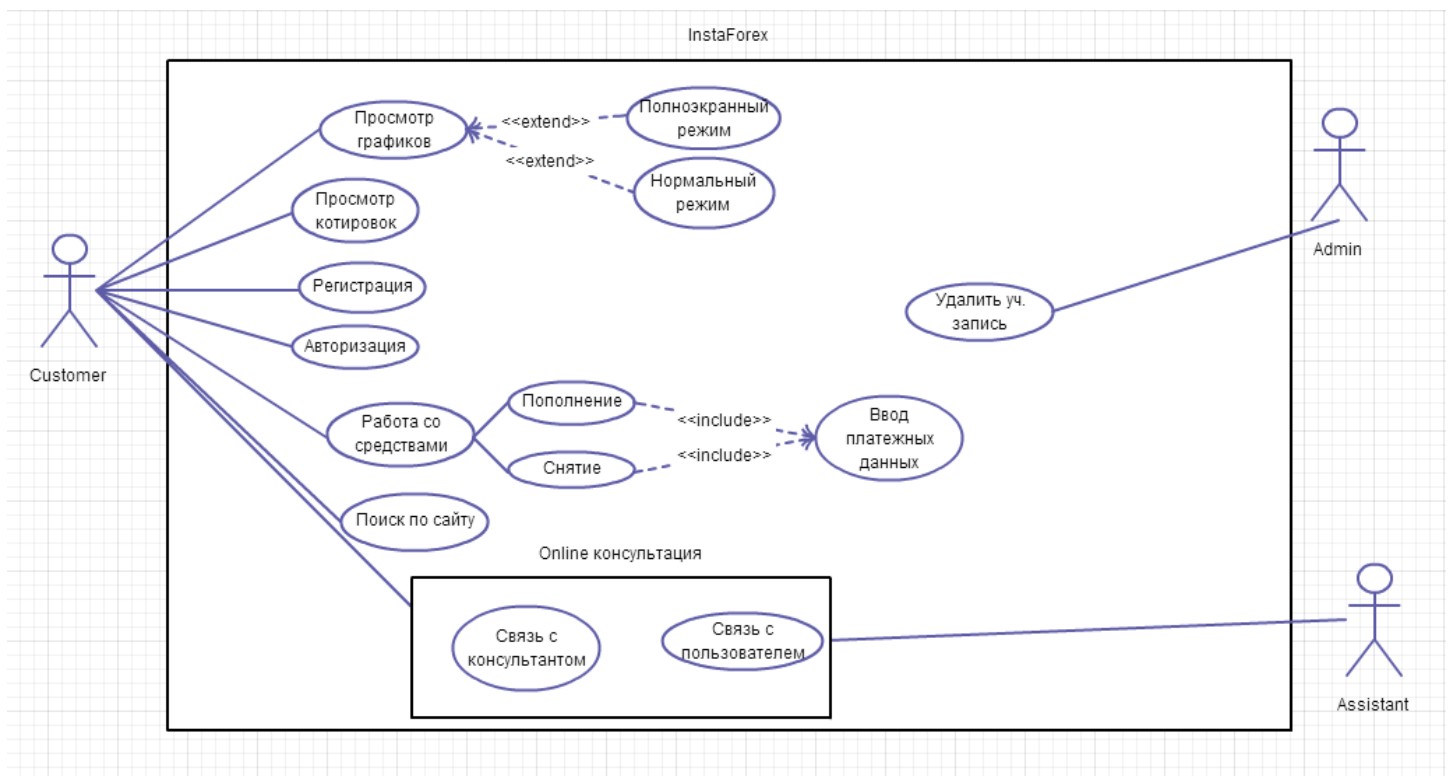 InstaForex
Просмотр
графиков
<<extend>>
Полноэкранный
режим
<<extend>>
Нормальный
режим
Просмотр
котировок
Admin
Регистрация
Удалить уч.
запись
Авторизация
Customer
Работа со
средствами
Пополнение
<<include>>
Снятие
<<include>>
Ввод
платежных
данных
Поиск по сайту
Online консультация
Связь с
консультантом
Связь с
пользователем
Assistant